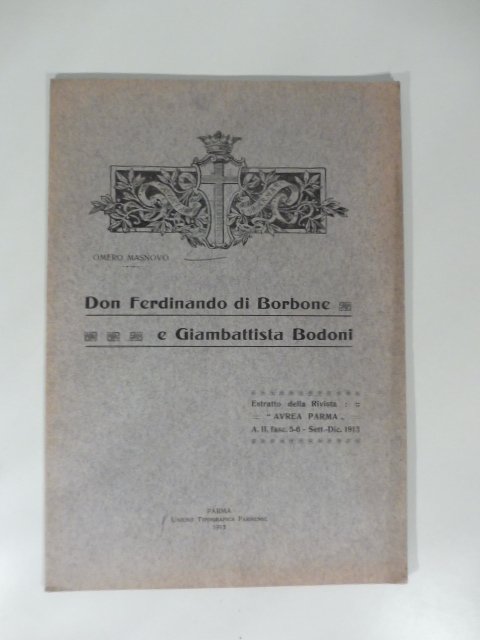 OMERO MASNOVO
Don Ferdinando di Borbone
e Giambattista Bodoni
Estratto della Rivista :
— "AVREA PARMA„ —
A. II. fasc. 5-6 - Sett.-Dic. 1913
PARMA
UNIONE TIPOGRAFICA PARMENSE
1913